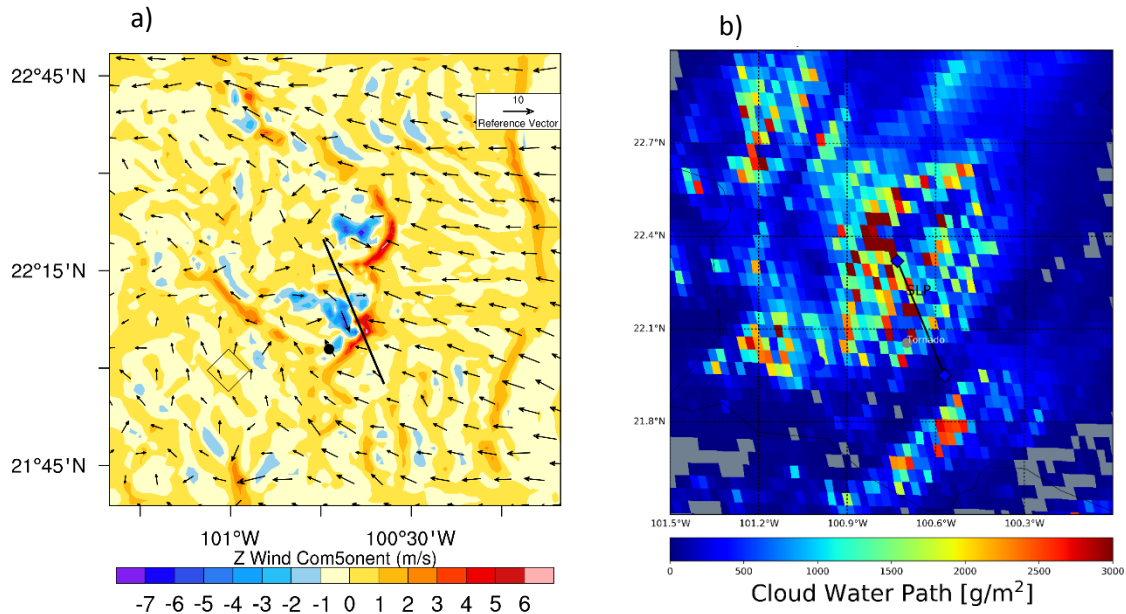 a)
22°45'N
22°15'N
21°45'N
10
Reference Vector
101°W
100°30'W
Z Wind Com5onent (m/s)
-7 -6 -5 -4 -3 -2 -1 0 1 2 3 4 5 6
b)
22.7°N
22.4°N
22.1°N
21.8°N
SLP
Tornado
101.5°W 101.2°W 100.9°W 100.6°W 100.3°W
0 500 1000 1500 2000 2500 3000
Cloud Water Path [g/m²]